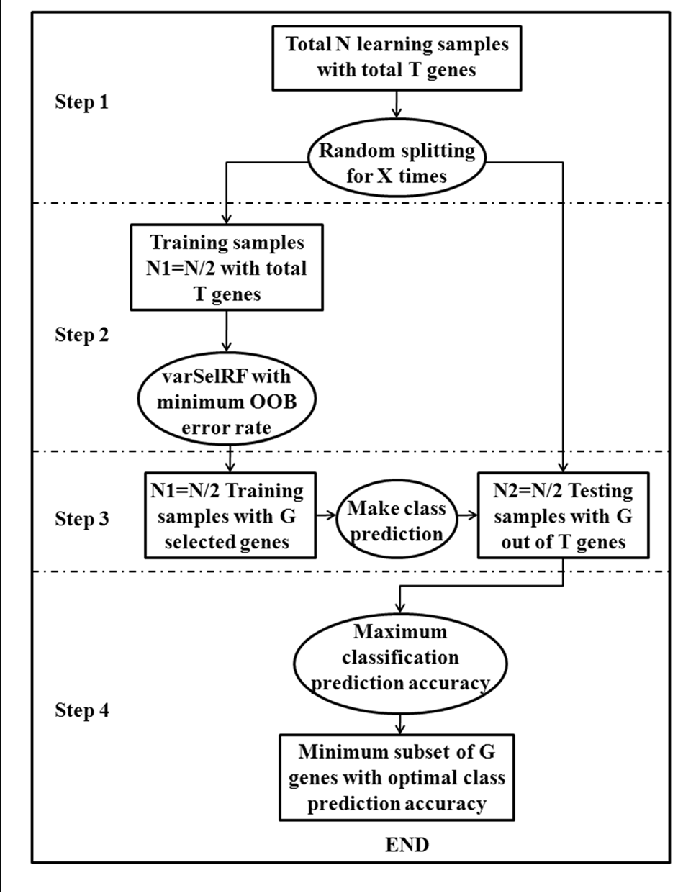 Total N learning samples
with total T genes
Step 1
Random splitting
for X times
Training samples
N1=N/2 with total
T genes
Step 2
varSelRF with
minimum OOB
error rate
N1=N/2 Training
samples with G
selected genes
Make class
prediction
N2=N/2 Testing
samples with G
out of T genes
Step 3
Maximum
classification
prediction accuracy
Step 4
Minimum subset of G
genes with optimal class
prediction accuracy
END